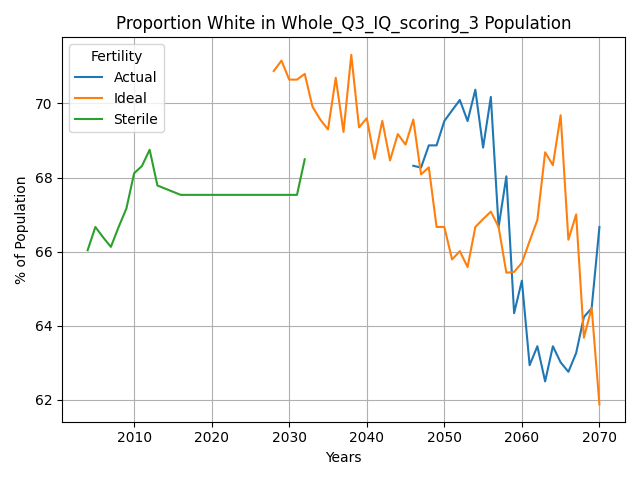 Proportion White in Whole_Q3_IQ_scoring_3 Population
Fertility
Actual
Ideal
Sterile
% of Population
70
68
66
64
62
2010 2020 2030 2040 2050 2060 2070
Years